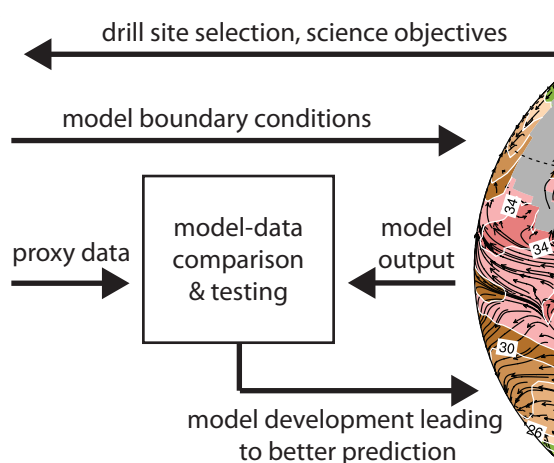 drill site selection, science objectives
model boundary conditions
34
34
proxy data
model-data
comparison
& testing
model
output
30
model development leading
to better prediction
26